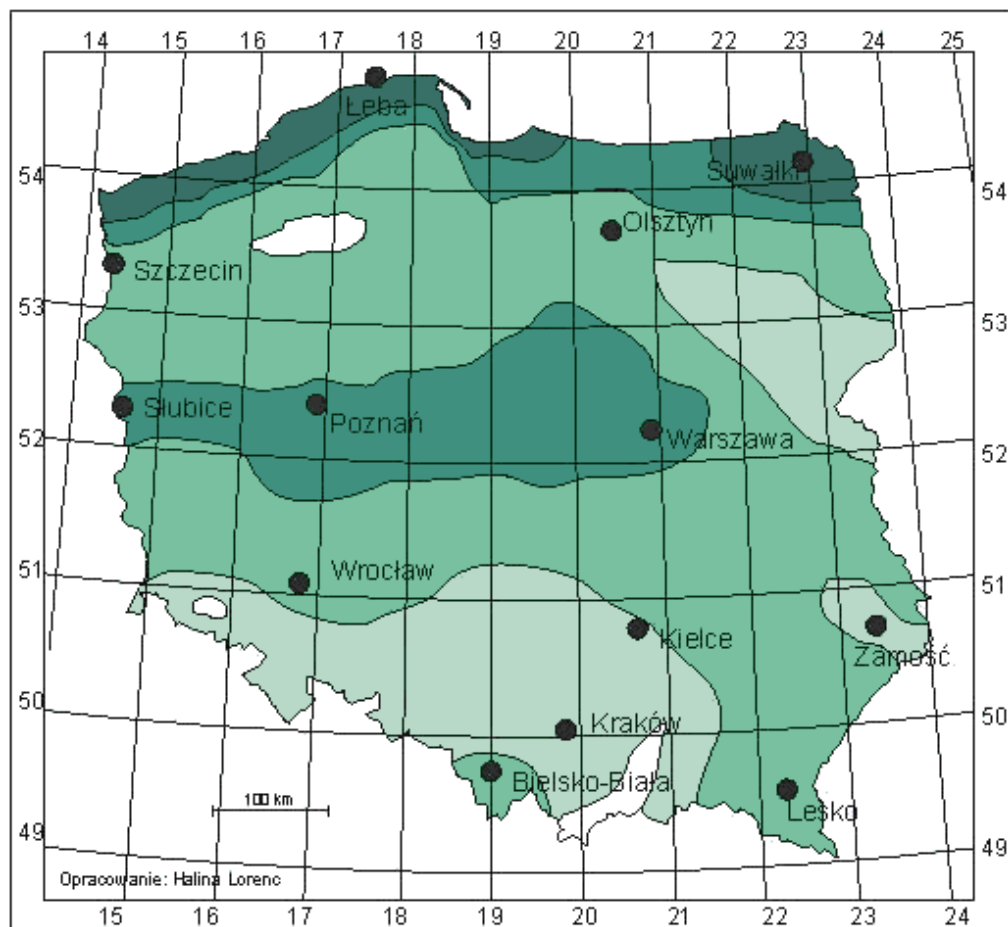 14 15 16 17 18 19 20 21 22 23 24 25
Łeba
54 Suwałki 54
Olsztyn
Szczecin
53 53
Słubice
Poznań
Warszawa
52 52
Wrocław
51 51
Kielce
Zamość
50 Kraków 50
Bielsko-Biała
100 km
Lesko
49 49
Opracowanie: Halina Lorenc
15 16 17 18 19 20 21 22 23 24